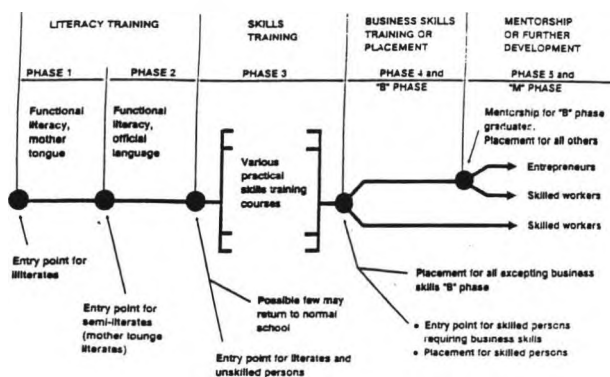 LITERACY TRAINING
SKILLS
TRAINING
BUSINESS SKILLS
TRAINING OR
PLACEMENT
MENTORSHIP
OR FURTHER
DEVELOPMENT
PHASE 1
PHASE 2
PHASE 3
PHASE 4 and
"B" PHASE
PHASE 5 and
"M" PHASE
Functional
literacy,
mother
tongue
Functional
literacy,
official
language
Various
practical
skills training
courses
Mentorship for "B" phase
graduates.
Placement for all others
Entrepreneurs
Skilled workers
Skilled workers
Entry point for
illiterates
Entry point for
semi-literates
(mother lounge
literates)
Possible few may
return to normal
school
Entry point for literates and
unskilled persons
Placement for all excepting business
skills "B" phase
• Entry point for skilled persons
requiring business skills
• Placement for skilled persons